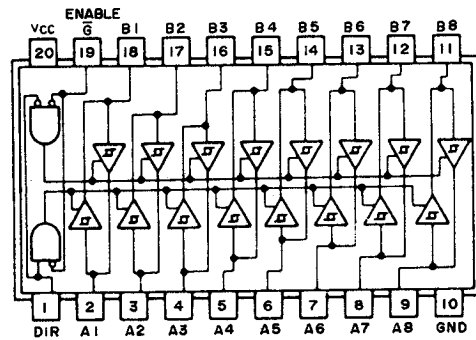 ENABLE
VCC G̅ B1 B2 B3 B4 B5 B6 B7 B8
20 19 18 17 16 15 14 13 12 11
1 2 3 4 5 6 7 8 9 10
DIR A1 A2 A3 A4 A5 A6 A7 A8 GND